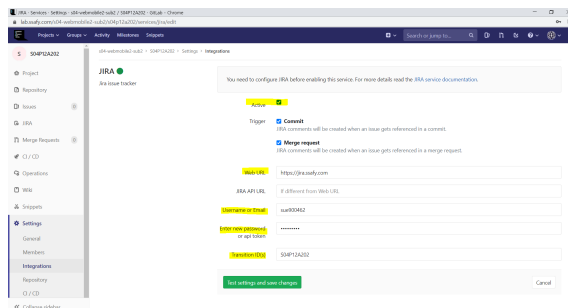 JIRA · Services · Settings · s04-webmobile2-sub2 / S04P12A202 · GitLab - Chrome
lab.ssafy.com/s04-webmobile2-sub2/s04p12a202/services/jira/edit
Projects Groups Activity Milestones Snippets Search or jump to...
S S04P12A202
s04-webmobile2-sub2 > S04P12A202 > Settings > Integrations
Project
Repository
Issues 0
JIRA
Merge Requests 0
CI / CD
Operations
Wiki
Snippets
Settings
General
Members
Integrations
Repository
CI / CD
Collapse sidebar
JIRA
Jira issue tracker
You need to configure JIRA before enabling this service. For more details read the JIRA service documentation.
Active
Trigger Commit
JIRA comments will be created when an issue gets referenced in a commit.
Merge request
JIRA comments will be created when an issue gets referenced in a merge request.
Web URL https://jira.ssafy.com
JIRA API URL If different from Web URL
Username or Email
Enter new password
or api token
Transition ID(s) S04P12A202
Test settings and save changes Cancel